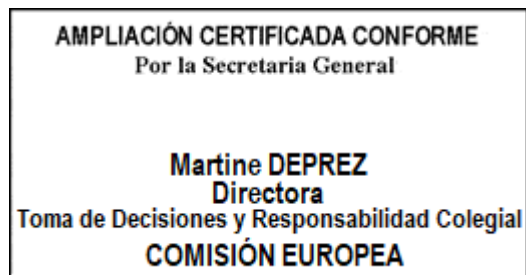 AMPLIACIÓN CERTIFICADA CONFORME
Por la Secretaria General
Martine DEPREZ
Directora
Toma de Decisiones y Responsabilidad Colegial
COMISIÓN EUROPEA